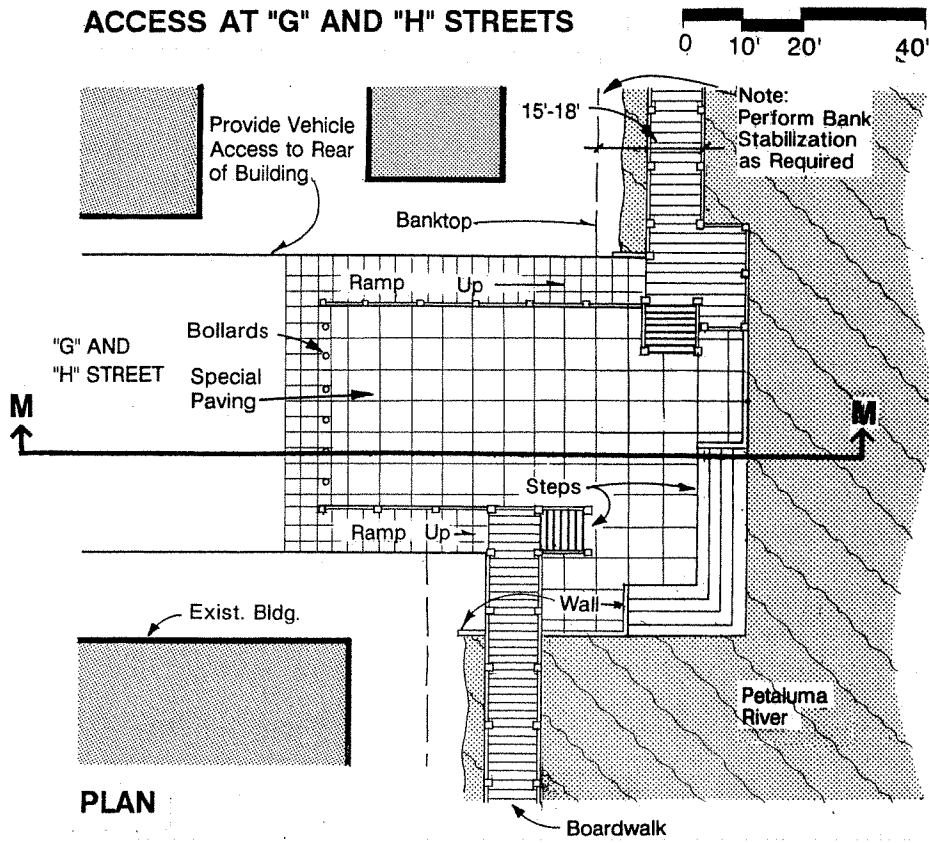 ACCESS AT "G" AND "H" STREETS
0 10' 20' 40'
15'-18'
Note:
Perform Bank
Stabilization
as Required
Provide Vehicle
Access to Rear
of Building
Banktop
Ramp Up
Bollards
"G" AND
"H" STREET
Special
Paving
M
M
Steps
Ramp Up
Wall
Exist. Bldg.
Petaluma
River
PLAN
Boardwalk